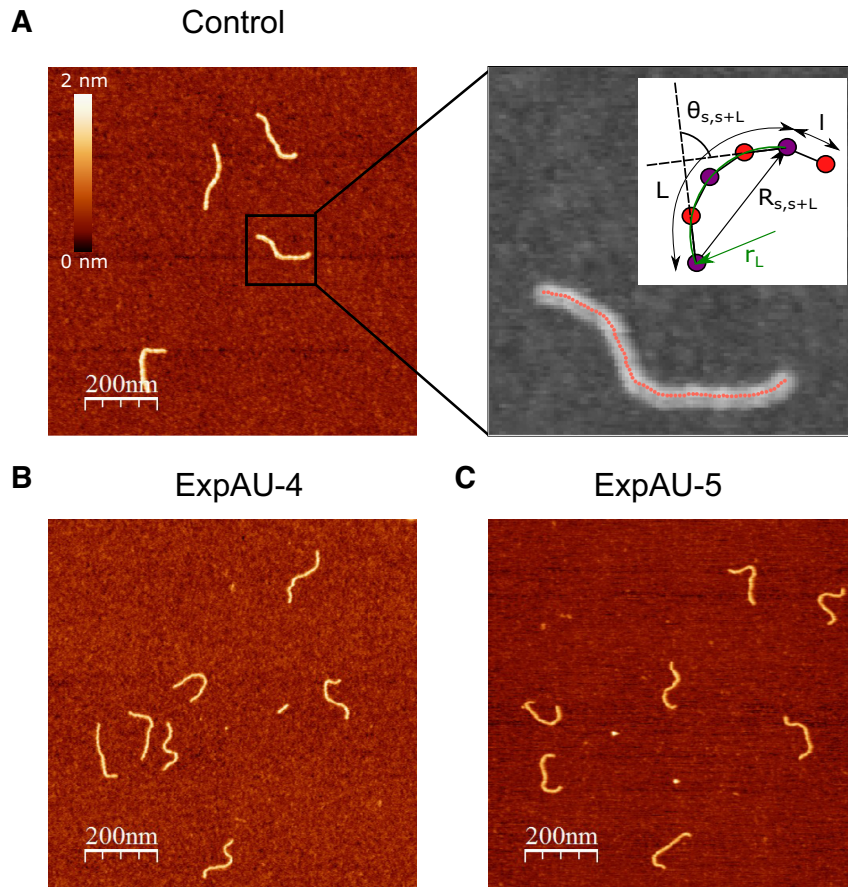 A
Control
2 nm
0 nm
200nm
θs,s+L
l
L
Rs,s+L
rL
B
ExpAU-4
200nm
C
ExpAU-5
200nm